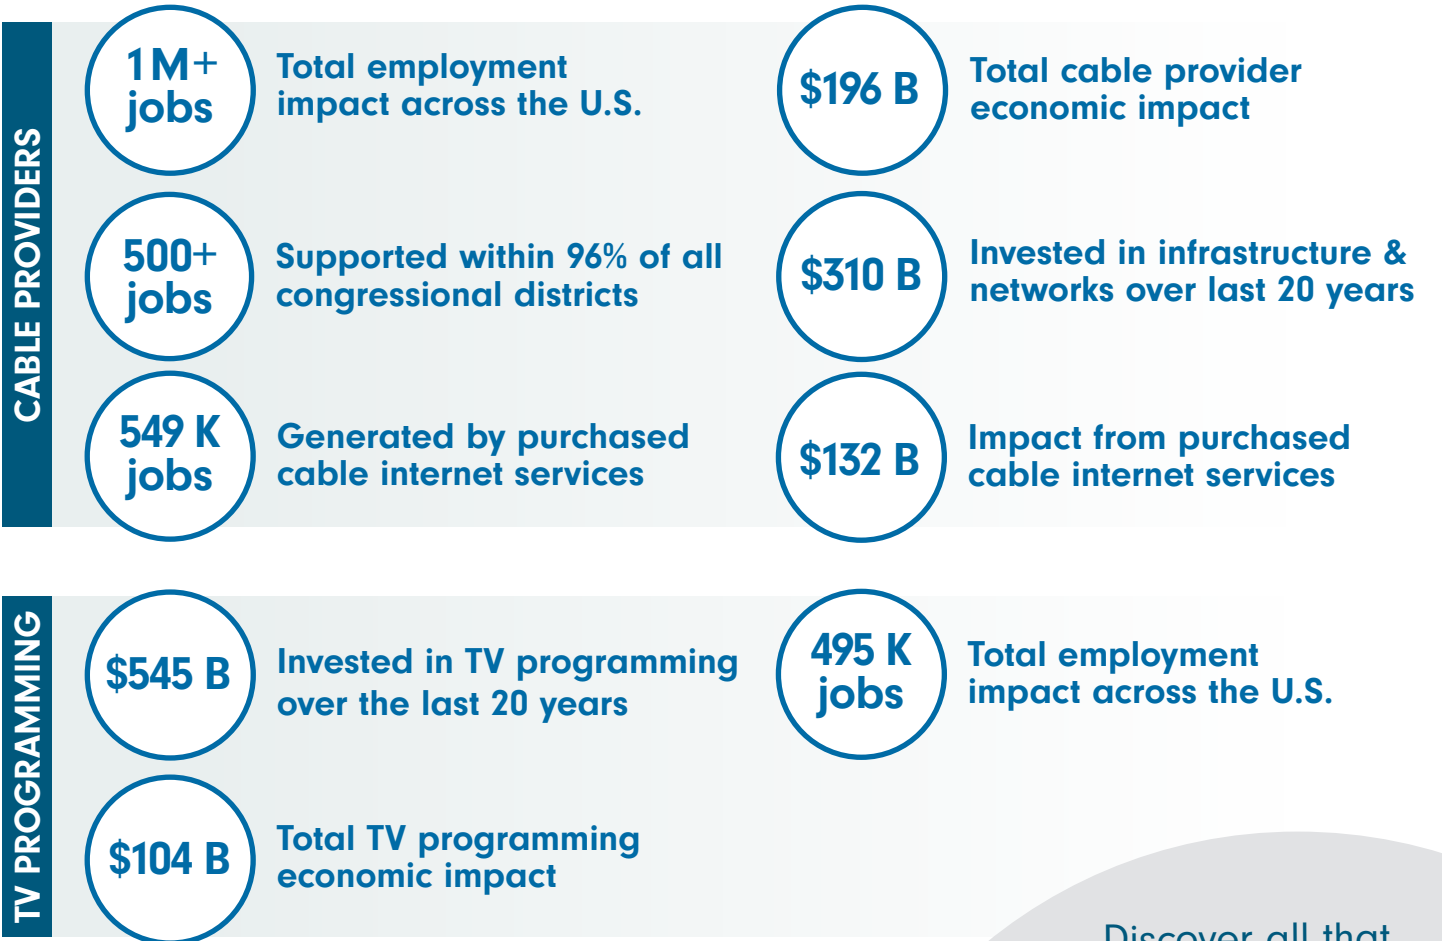 CABLE PROVIDERS
1M+
jobs
Total employment
impact across the U.S.
$196 B
Total cable provider
economic impact
500+
jobs
Supported within 96% of all
congressional districts
$310 B
Invested in infrastructure &
networks over last 20 years
549 K
jobs
Generated by purchased
cable internet services
$132 B
Impact from purchased
cable internet services
TV PROGRAMMING
$545 B
Invested in TV programming
over the last 20 years
495 K
jobs
Total employment
impact across the U.S.
$104 B
Total TV programming
economic impact
Discover all that